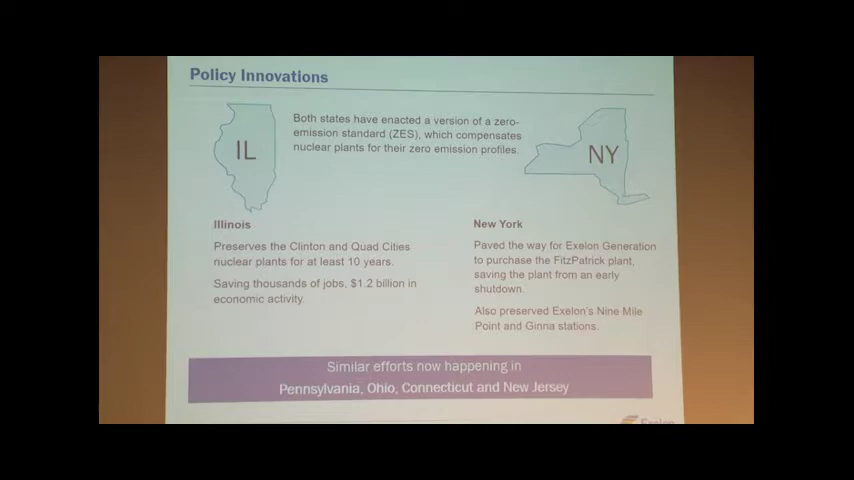 Policy Innovations
Both states have enacted a version of a zero-
emission standard (ZES), which compensates
nuclear plants for their zero emission profiles.
IL
NY
Illinois
Preserves the Clinton and Quad Cities
nuclear plants for at least 10 years.
Saving thousands of jobs, $1.2 billion in
economic activity.
New York
Paved the way for Exelon Generation
to purchase the FitzPatrick plant,
saving the plant from an early
shutdown.
Also preserved Exelon's Nine Mile
Point and Ginna stations.
Similar efforts now happening in
Pennsylvania, Ohio, Connecticut and New Jersey
Exelon